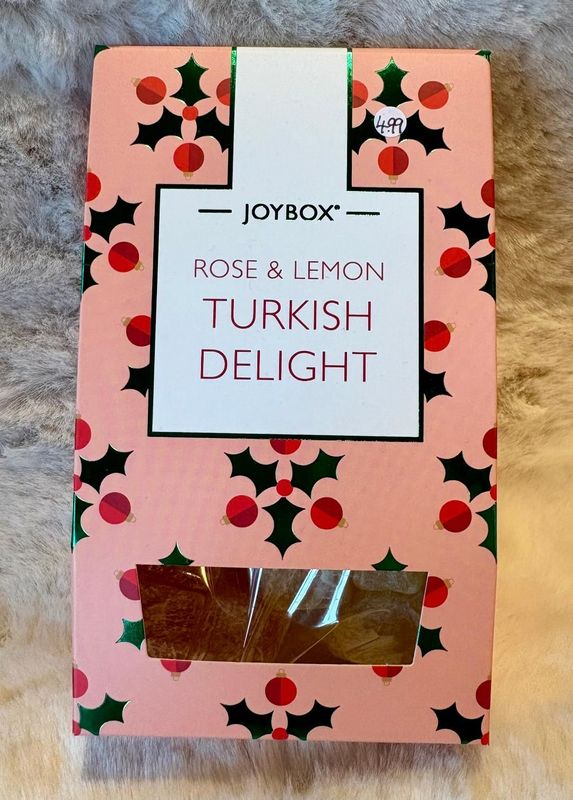 4.99
JOYBOX®
ROSE & LEMON
TURKISH
DELIGHT